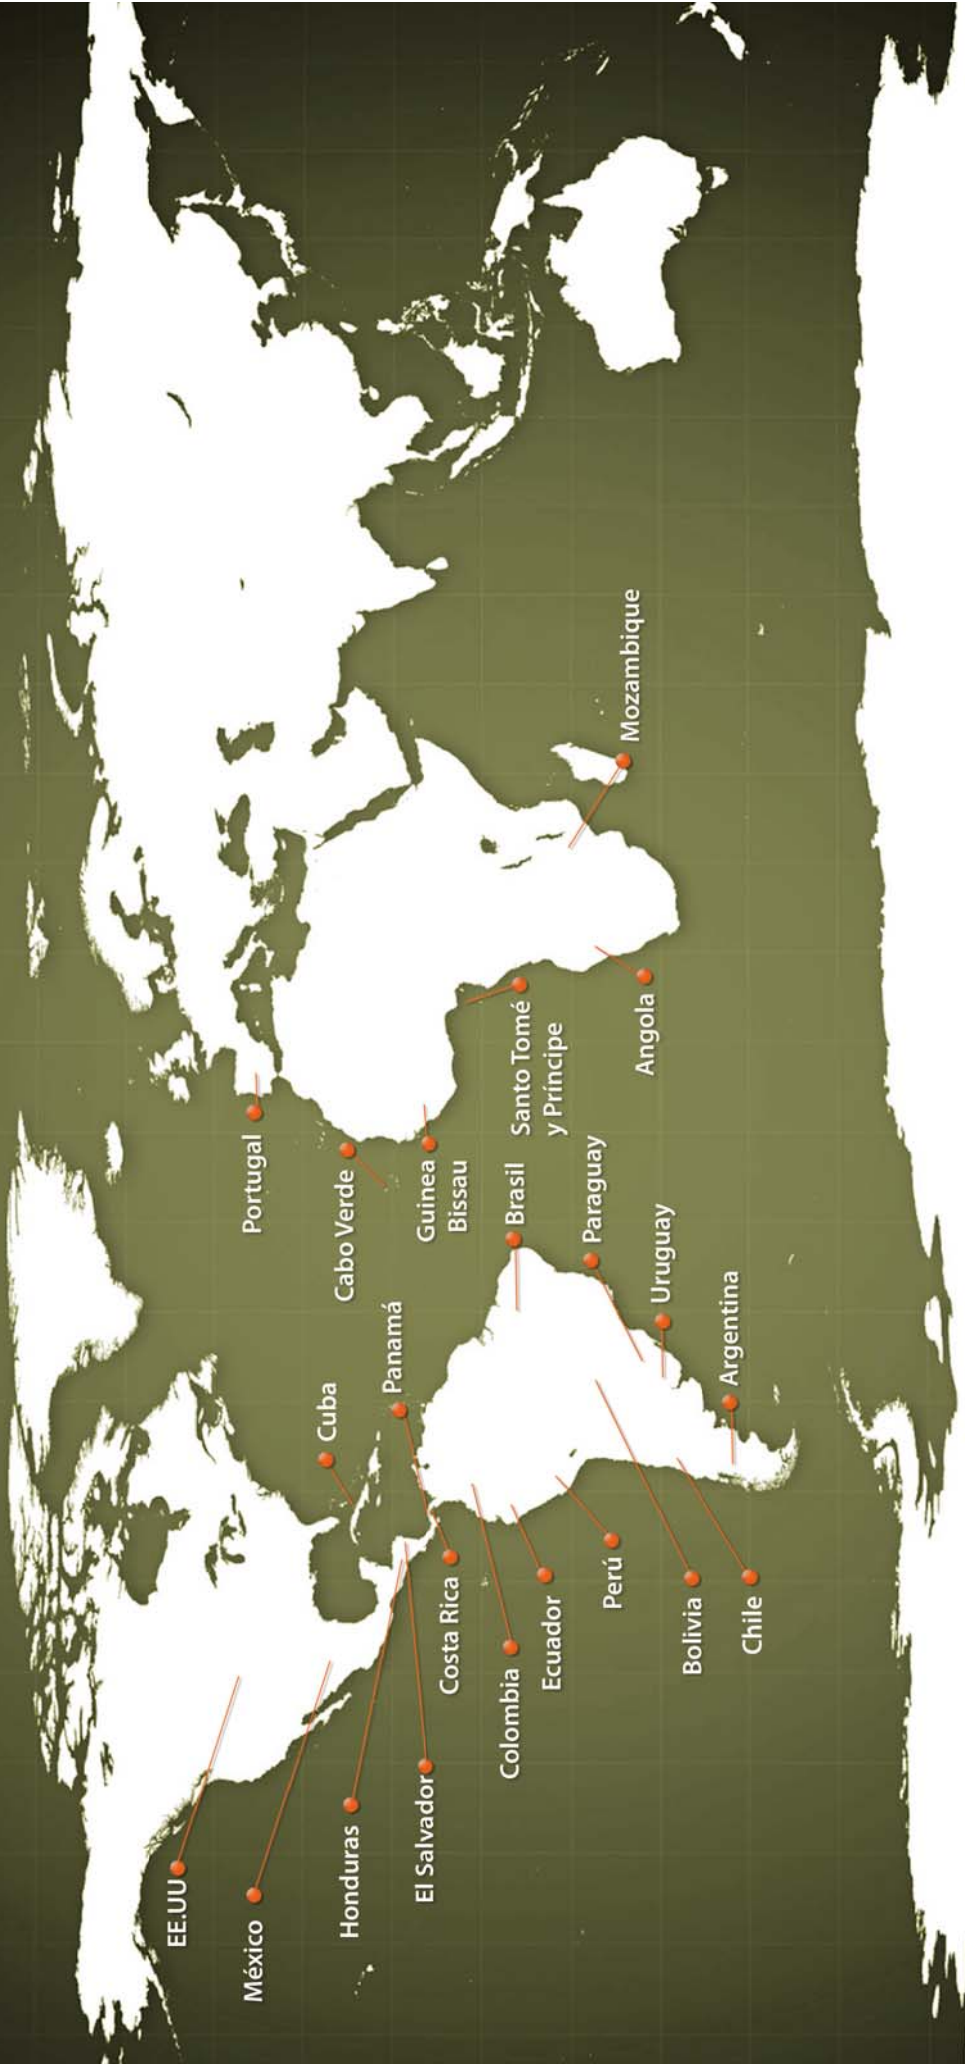 EE.UU
México
Honduras
El Salvador
Cuba
Panamá
Costa Rica
Colombia
Ecuador
Perú
Bolivia
Chile
Brasil
Paraguay
Uruguay
Argentina
Portugal
Cabo Verde
Guinea
Bissau
Santo Tomé
y Príncipe
Angola
Mozambique